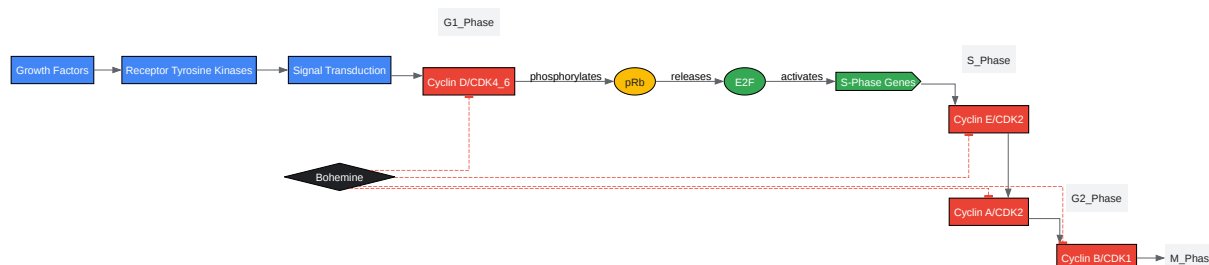 G1_Phase
S_Phase
Growth Factors
Receptor Tyrosine Kinases
Signal Transduction
Cyclin D/CDK4_6
phosphorylates
pRb
releases
E2F
activates
S-Phase Genes
Cyclin E/CDK2
Bohemine
G2_Phase
Cyclin A/CDK2
Cyclin B/CDK1
M_Phas